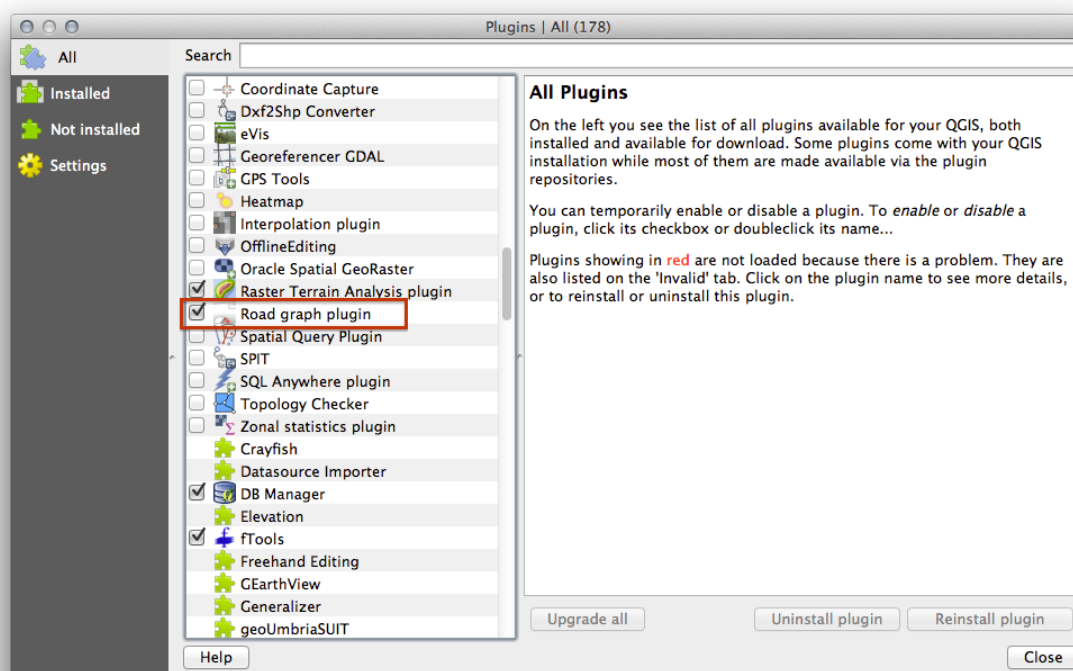 Plugins | All (178)
All
Installed
Not installed
Settings
Search
Coordinate Capture
Dxf2Shp Converter
eVis
Georeferencer GDAL
GPS Tools
Heatmap
Interpolation plugin
OfflineEditing
Oracle Spatial GeoRaster
Raster Terrain Analysis plugin
Road graph plugin
Spatial Query Plugin
SPIT
SQL Anywhere plugin
Topology Checker
Zonal statistics plugin
Crayfish
Datasource Importer
DB Manager
Elevation
fTools
Freehand Editing
GEarthView
Generalizer
geoUmbriaSUIT
All Plugins
On the left you see the list of all plugins available for your QGIS, both
installed and available for download. Some plugins come with your QGIS
installation while most of them are made available via the plugin
repositories.
You can temporarily enable or disable a plugin. To enable or disable a
plugin, click its checkbox or doubleclick its name...
Plugins showing in red are not loaded because there is a problem. They are
also listed on the 'Invalid' tab. Click on the plugin name to see more details,
or to reinstall or uninstall this plugin.
Upgrade all
Uninstall plugin
Reinstall plugin
Help
Close